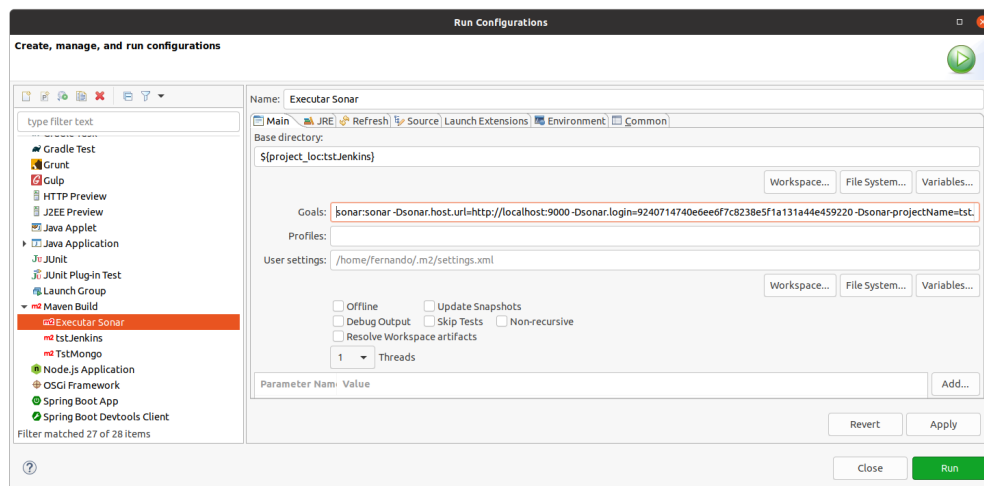 Run Configurations
Create, manage, and run configurations
Name: Executar Sonar
type filter text
Gradle Test
Grunt
Gulp
HTTP Preview
J2EE Preview
Java Applet
Java Application
Ju JUnit
JUnit Plug-in Test
Launch Group
m2 Maven Build
m2 Executar Sonar
m2 tstJenkins
m2 TstMongo
Node.js Application
OSGi Framework
Spring Boot App
Spring Boot Devtools Client
Filter matched 27 of 28 items
Main JRE Refresh Source Launch Extensions Environment Common
Base directory:
${project_loc:tstJenkins}
Workspace... File System... Variables...
Goals: sonar:sonar -Dsonar.host.url=http://localhost:9000 -Dsonar.login=9240714740e6ee6f7c8238e5f1a131a44e459220 -Dsonar-projectName=tst.
Profiles:
User settings: /home/fernando/.m2/settings.xml
Workspace... File System... Variables...
Offline Update Snapshots
Debug Output Skip Tests Non-recursive
Resolve Workspace artifacts
1 Threads
Parameter Nam Value
Add...
Revert Apply
Close Run